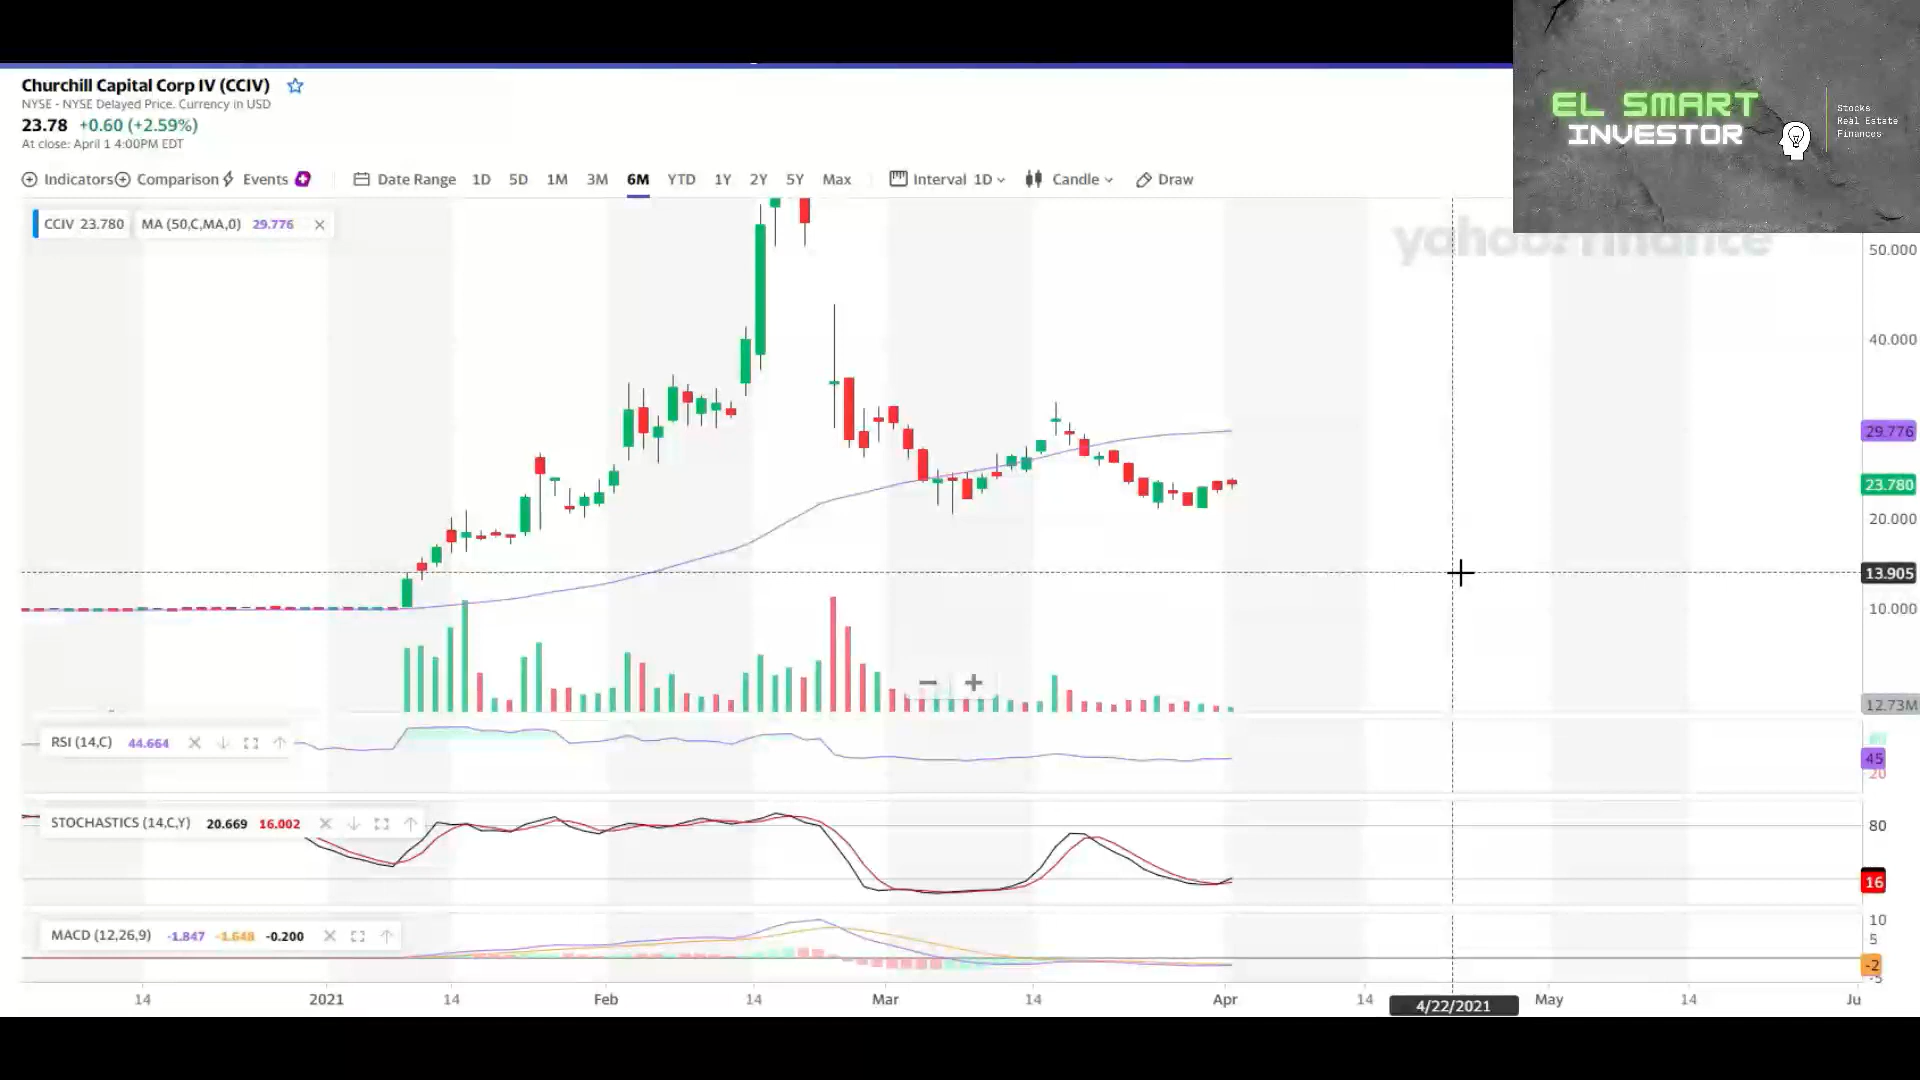 Churchill Capital Corp IV (CCIV)
NYSE - NYSE Delayed Price. Currency in USD
23.78 +0.60 (+2.59%)
At close: April 1 4:00PM EDT
EL SMART
INVESTOR
Stocks
Real Estate
Finances
Indicators Comparison Events Date Range 1D 5D 1M 3M 6M YTD 1Y 2Y 5Y Max Interval 1D Candle Draw
CCIV 23.780 MA (50,C,MA,0) 29.776
yahoo! finance
50.000
40.000
29.776
23.780
20.000
13.905
10.000
12.73M
RSI (14,C) 44.664
80
45
20
STOCHASTICS (14,C,Y) 20.669 16.002
80
16
MACD (12,26,9) -1.847 -1.648 -0.200
10
5
-2
-5
14 2021 14 Feb 14 Mar 14 Apr 14 4/22/2021 May 14 Ju